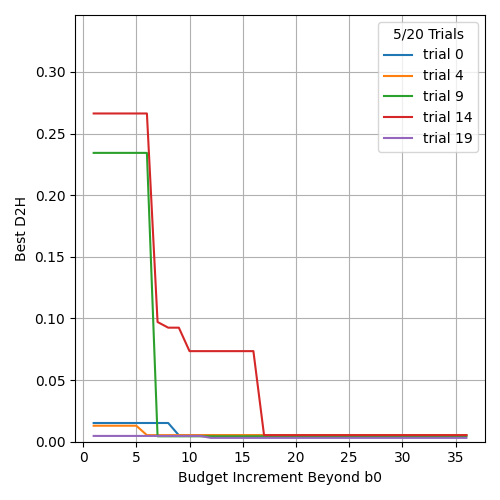 5/20 Trials
trial 0
trial 4
trial 9
trial 14
trial 19
Best D2H
0.30
0.25
0.20
0.15
0.10
0.05
0.00
0 5 10 15 20 25 30 35
Budget Increment Beyond b0